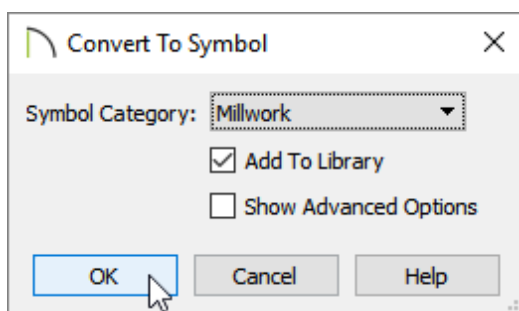 Convert To Symbol
Symbol Category: Millwork
Add To Library
Show Advanced Options
OK Cancel Help